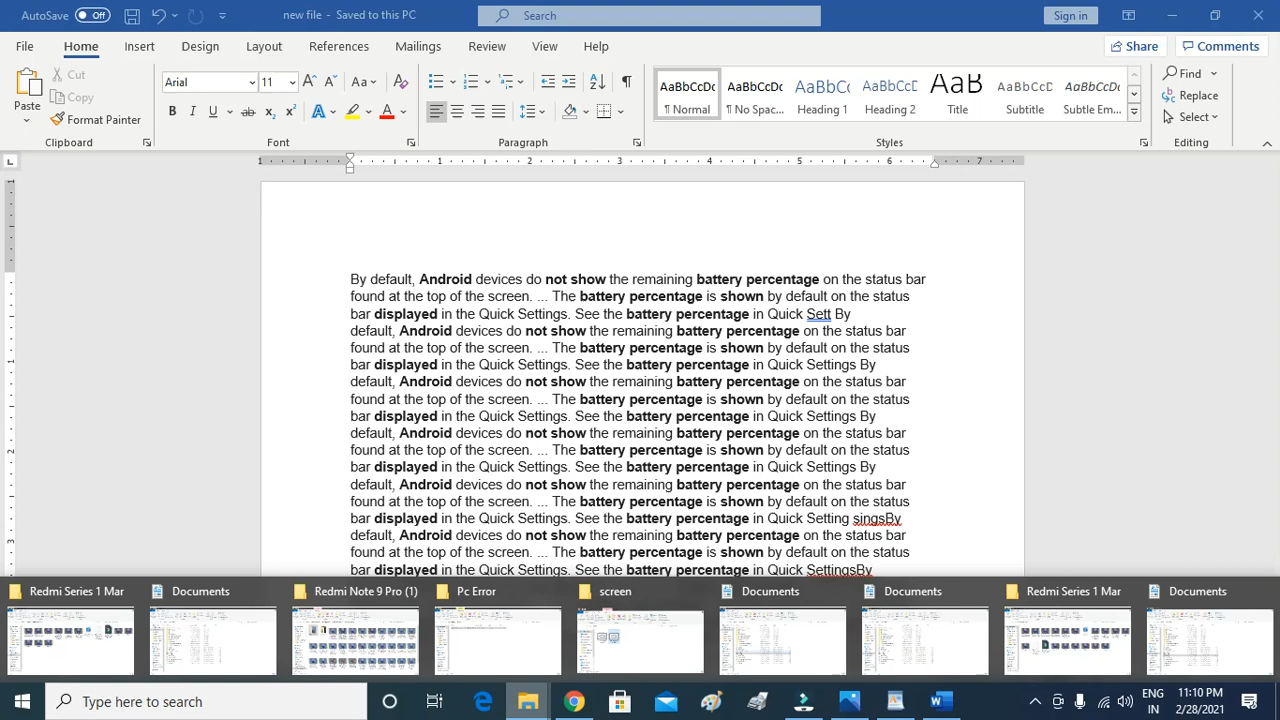 AutoSave Off
new file - Saved to this PC
Search
Sign in
File Home Insert Design Layout References Mailings Review View Help Share Comments
Paste
Cut
Copy
Format Painter
Clipboard
Arial 11
Aa
B I U ab x₂ x² A A
Font
Paragraph
AaBbCcDc AaBbCcDc AaBbCc AaBbCcC AaB AaBbCcD AaBbCcDc
¶ Normal ¶ No Spac... Heading 1 Heading 2 Title Subtitle Subtle Em...
Styles
Find
Replace
Select
Editing
1 1 2 3 4 5 6 7
By default, Android devices do not show the remaining battery percentage on the status bar
found at the top of the screen. ... The battery percentage is shown by default on the status
bar displayed in the Quick Settings. See the battery percentage in Quick Sett By
default, Android devices do not show the remaining battery percentage on the status bar
found at the top of the screen. ... The battery percentage is shown by default on the status
bar displayed in the Quick Settings. See the battery percentage in Quick Settings By
default, Android devices do not show the remaining battery percentage on the status bar
found at the top of the screen. ... The battery percentage is shown by default on the status
bar displayed in the Quick Settings. See the battery percentage in Quick Settings By
default, Android devices do not show the remaining battery percentage on the status bar
found at the top of the screen. ... The battery percentage is shown by default on the status
bar displayed in the Quick Settings. See the battery percentage in Quick Settings By
default, Android devices do not show the remaining battery percentage on the status bar
found at the top of the screen. ... The battery percentage is shown by default on the status
bar displayed in the Quick Settings. See the battery percentage in Quick Setting singsBy
default, Android devices do not show the remaining battery percentage on the status bar
found at the top of the screen. ... The battery percentage is shown by default on the status
bar displayed in the Quick Settings. See the battery percentage in Quick SettingsBy
Redmi Series 1 Mar Documents Redmi Note 9 Pro (1) Pc Error screen Documents Documents Redmi Series 1 Mar Documents
Type here to search
ENG
IN
11:10 PM
2/28/2021